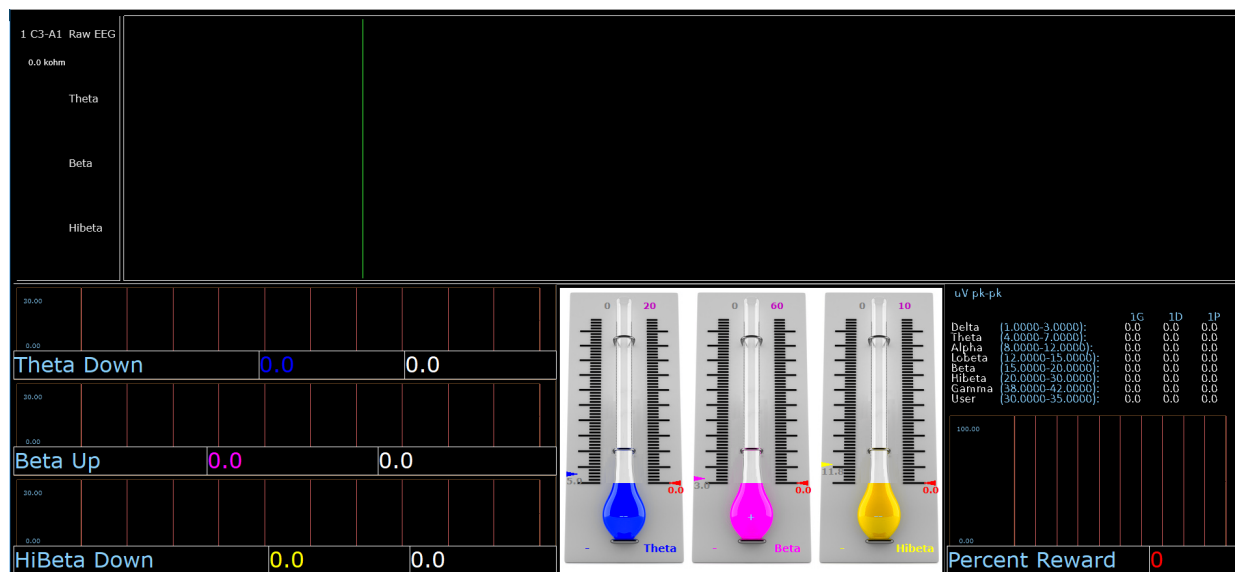 1 C3-A1 Raw EEG
0.0 kohm
Theta
Beta
Hibeta
20.00
0.00
Theta Down 0.0 0.0
20.00
0.00
Beta Up 0.0 0.0
20.00
0.00
HiBeta Down 0.0 0.0
0 20
5.9
0.0
- Theta
0 60
3.6
0.0
+
- Beta
0 10
11.8
0.0
- Hibeta
uV pk-pk
1G 1D 1P
Delta (1.0000-3.0000): 0.0 0.0 0.0
Theta (4.0000-7.0000): 0.0 0.0 0.0
Alpha (8.0000-12.0000): 0.0 0.0 0.0
Lobeta (12.0000-15.0000): 0.0 0.0 0.0
Beta (15.0000-20.0000): 0.0 0.0 0.0
Hibeta (20.0000-30.0000): 0.0 0.0 0.0
Gamma (38.0000-42.0000): 0.0 0.0 0.0
User (30.0000-35.0000): 0.0 0.0 0.0
100.00
0.00
Percent Reward 0